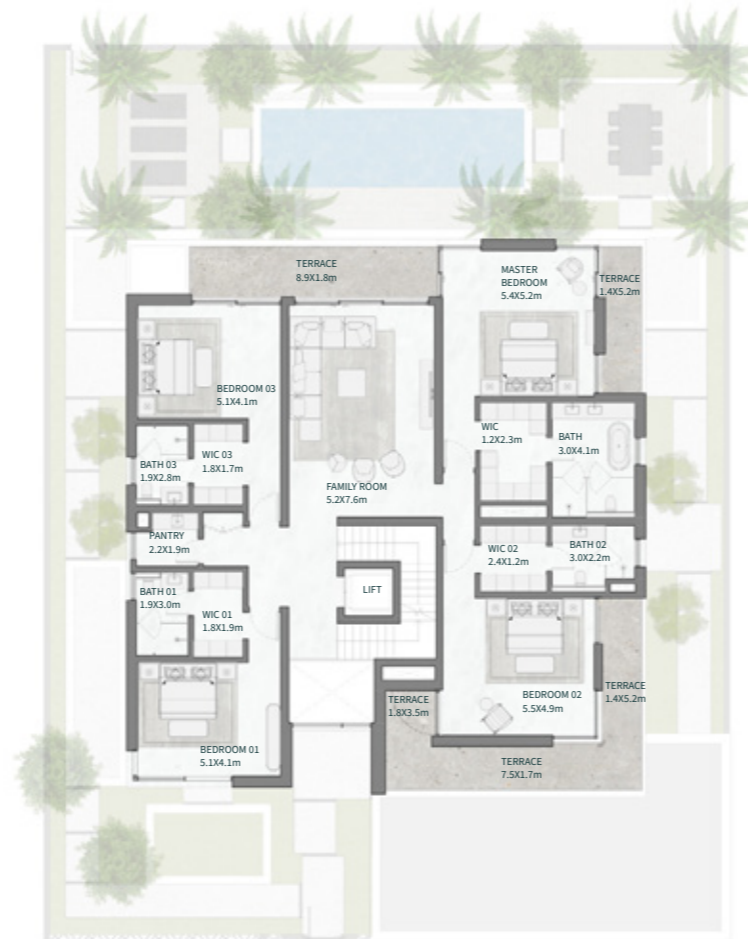 TERRACE
8.9X1.8m
MASTER
BEDROOM
5.4X5.2m
TERRACE
1.4X5.2m
BEDROOM 03
5.1X4.1m
WIC
1.2X2.3m
BATH
3.0X4.1m
BATH 03
1.9X2.8m
WIC 03
1.8X1.7m
FAMILY ROOM
5.2X7.6m
PANTRY
2.2X1.9m
WIC 02
2.4X1.2m
BATH 02
3.0X2.2m
BATH 01
1.9X3.0m
WIC 01
1.8X1.9m
LIFT
TERRACE
1.8X3.5m
BEDROOM 02
5.5X4.9m
TERRACE
1.4X5.2m
BEDROOM 01
5.1X4.1m
TERRACE
7.5X1.7m